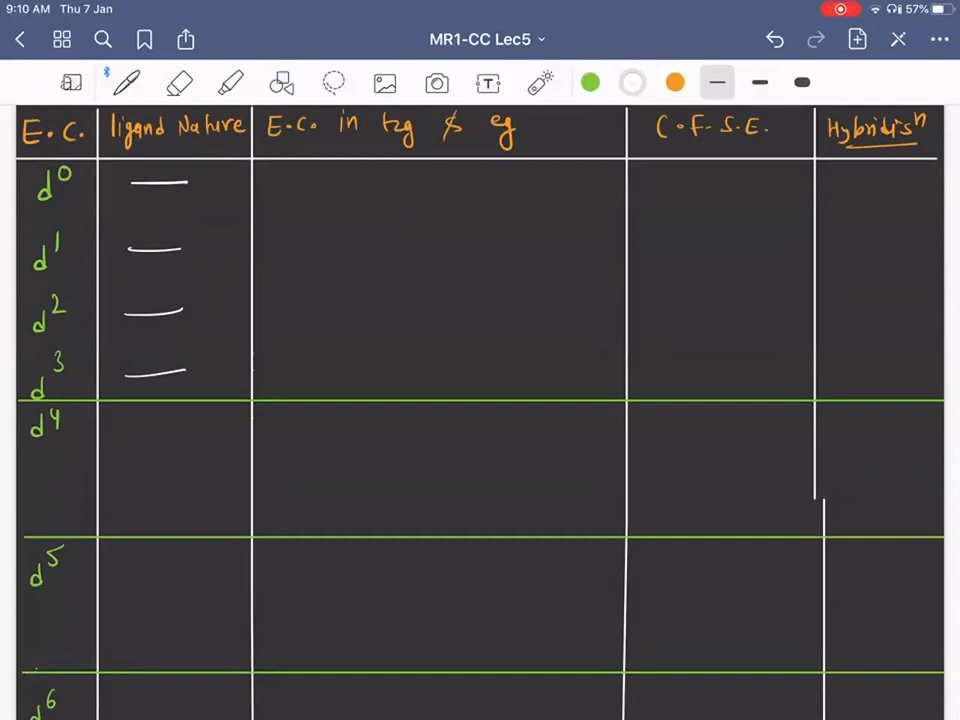 9:10 AM Thu 7 Jan 57%
MR1-CC Lec5
E.C. ligand Nature E.C. in t2g & eg C.F.S.E. Hybridisn
d0 —
d1 —
d2 —
d3 —
d4
d5
d6